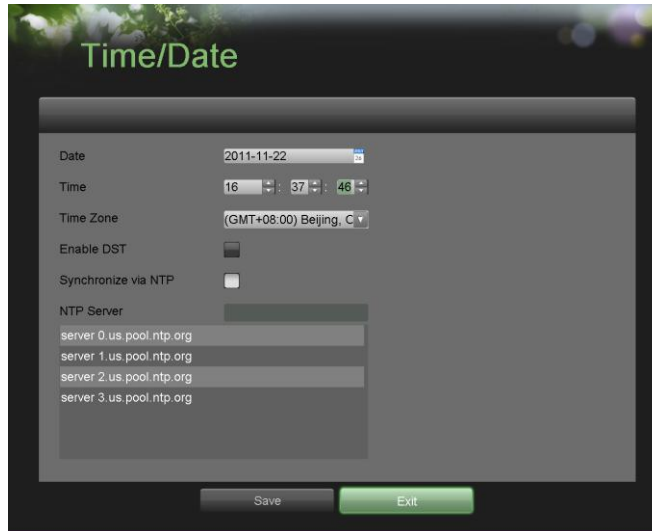 Time/Date
Date 2011-11-22
Time 16 : 37 : 46
Time Zone (GMT+08:00) Beijing, C
Enable DST
Synchronize via NTP
NTP Server
server 0.us.pool.ntp.org
server 1.us.pool.ntp.org
server 2.us.pool.ntp.org
server 3.us.pool.ntp.org
Save Exit